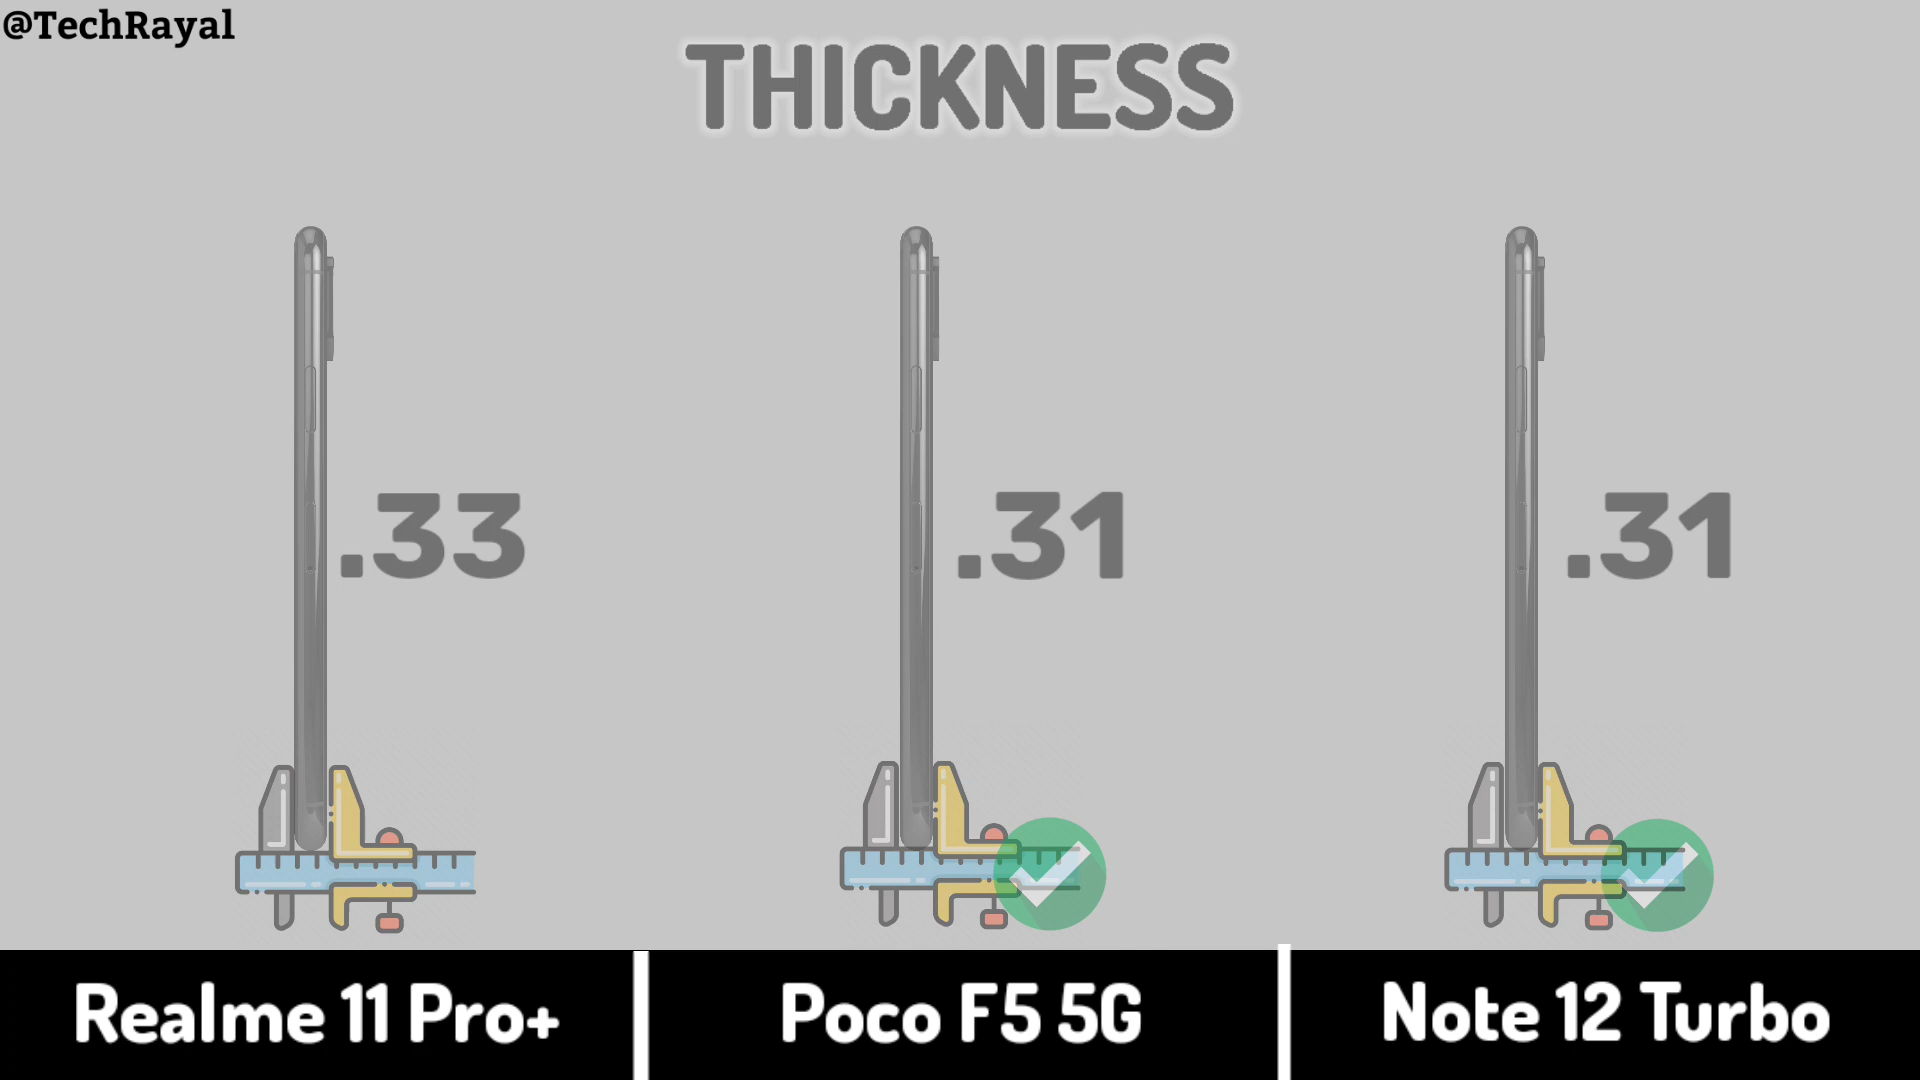 @TechRayal
THICKNESS
.33
.31
.31
Realme 11 Pro+
Poco F5 5G
Note 12 Turbo